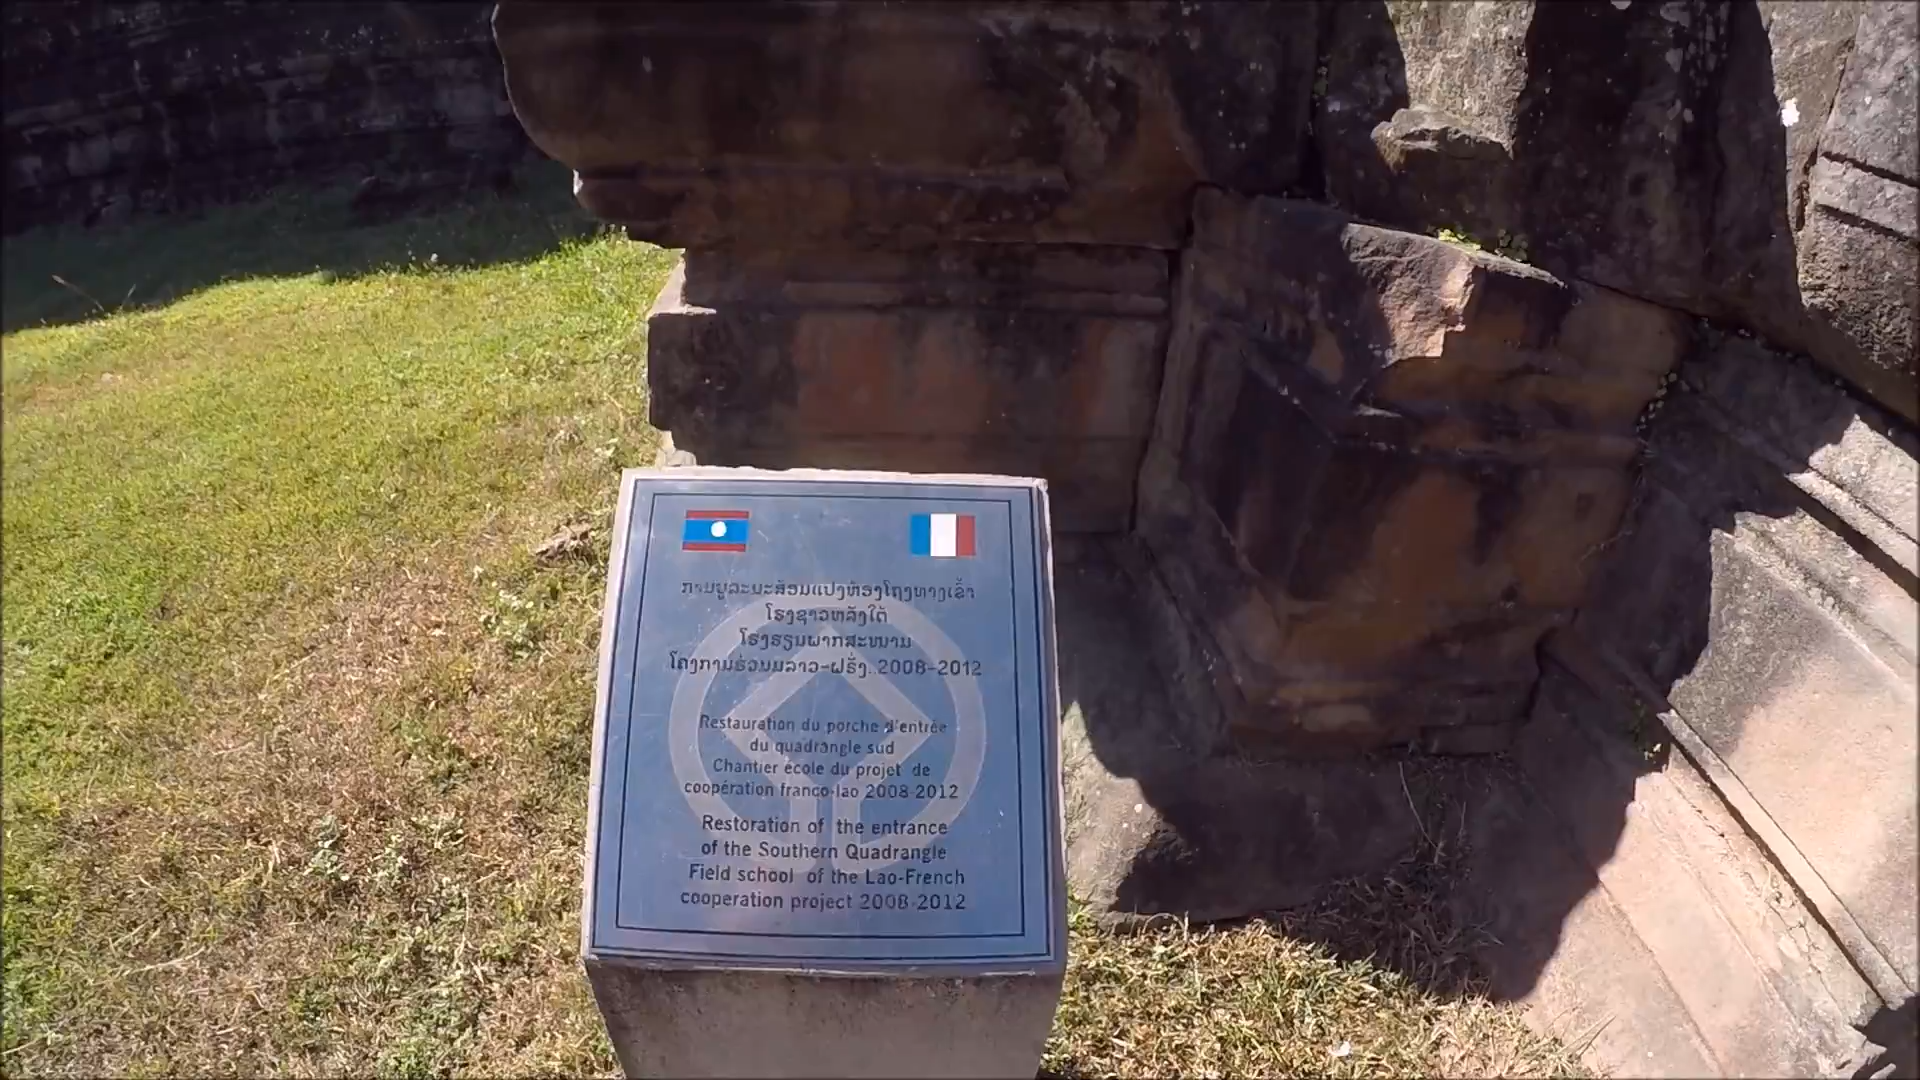 ການບູລະນະສ້ອມແປງຫ້ອງໂຖງທາງເຂົ້າ
ໂຮງຊາວຫລັງໃຕ້
ໂຮງຮຽນພາກສະໜາມ
ໂຄງການຮ່ວມມລາວ-ຝຣັ່ງ..2008-2012
Restauration du porche d'entrée
du quadrangle sud
Chantier école du projet de
coopération franco-lao 2008-2012
Restoration of the entrance
of the Southern Quadrangle
Field school of the Lao-French
cooperation project 2008-2012